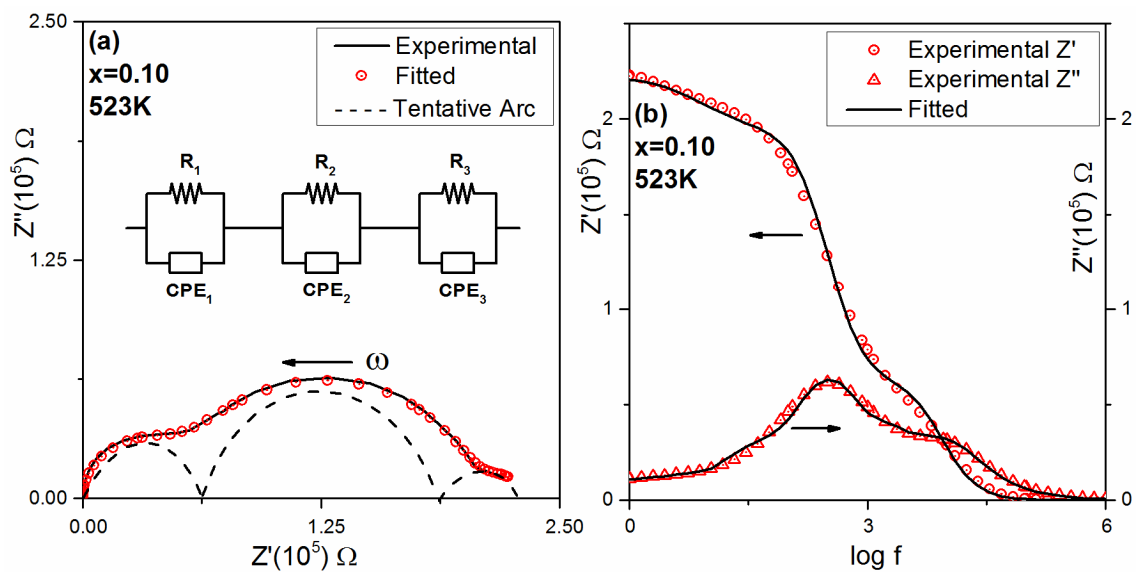 (a)
x=0.10
523K
Experimental
Fitted
Tentative Arc
R1
R2
R3
CPE1
CPE2
CPE3
ω
2.50
1.25
0.00
Z''(10^5) Ω
0.00
1.25
2.50
Z'(10^5) Ω
(b)
x=0.10
523K
Experimental Z'
Experimental Z''
Fitted
2
1
0
Z'(10^5) Ω
2
1
0
Z''(10^5) Ω
0
3
6
log f